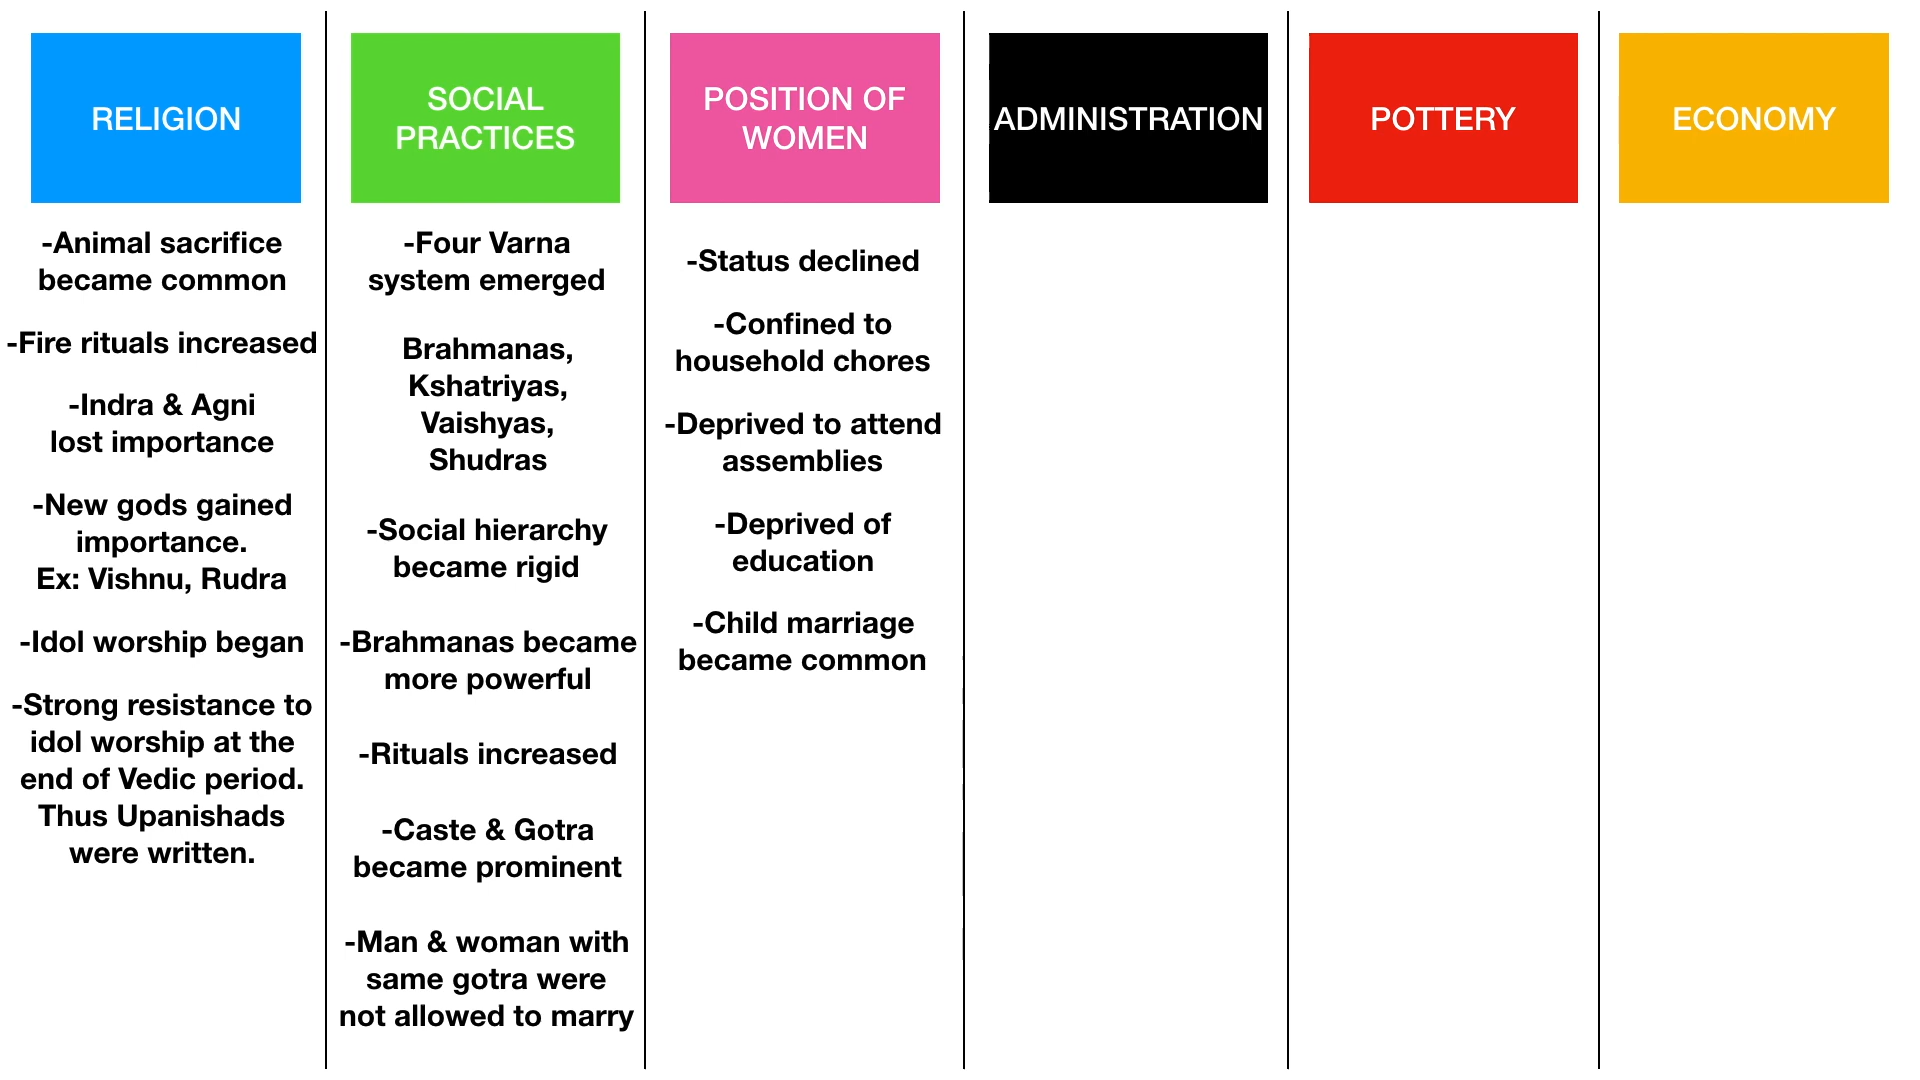 RELIGION
-Animal sacrifice
became common
-Fire rituals increased
-Indra & Agni
lost importance
-New gods gained
importance.
Ex: Vishnu, Rudra
-Idol worship began
-Strong resistance to
idol worship at the
end of Vedic period.
Thus Upanishads
were written.
SOCIAL
PRACTICES
-Four Varna
system emerged
Brahmanas,
Kshatriyas,
Vaishyas,
Shudras
-Social hierarchy
became rigid
-Brahmanas became
more powerful
-Rituals increased
-Caste & Gotra
became prominent
-Man & woman with
same gotra were
not allowed to marry
POSITION OF
WOMEN
-Status declined
-Confined to
household chores
-Deprived to attend
assemblies
-Deprived of
education
-Child marriage
became common
ADMINISTRATION
POTTERY
ECONOMY